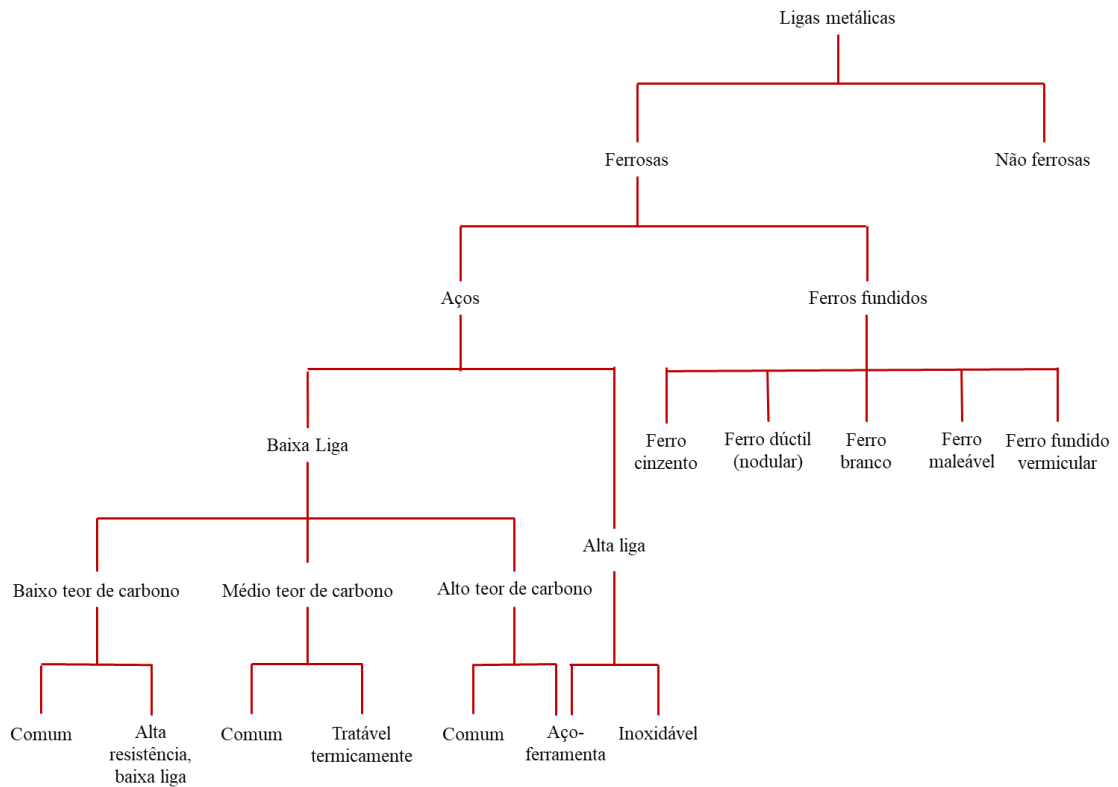 Ligas metálicas
Ferrosas
Não ferrosas
Aços
Ferros fundidos
Baixa Liga
Ferro
cinzento
Ferro dúctil
(nodular)
Ferro
branco
Ferro
maleável
Ferro fundido
vermicular
Alta liga
Baixo teor de carbono
Médio teor de carbono
Alto teor de carbono
Comum
Alta
resistência,
baixa liga
Comum
Tratável
termicamente
Comum
Aço-
ferramenta
Inoxidável